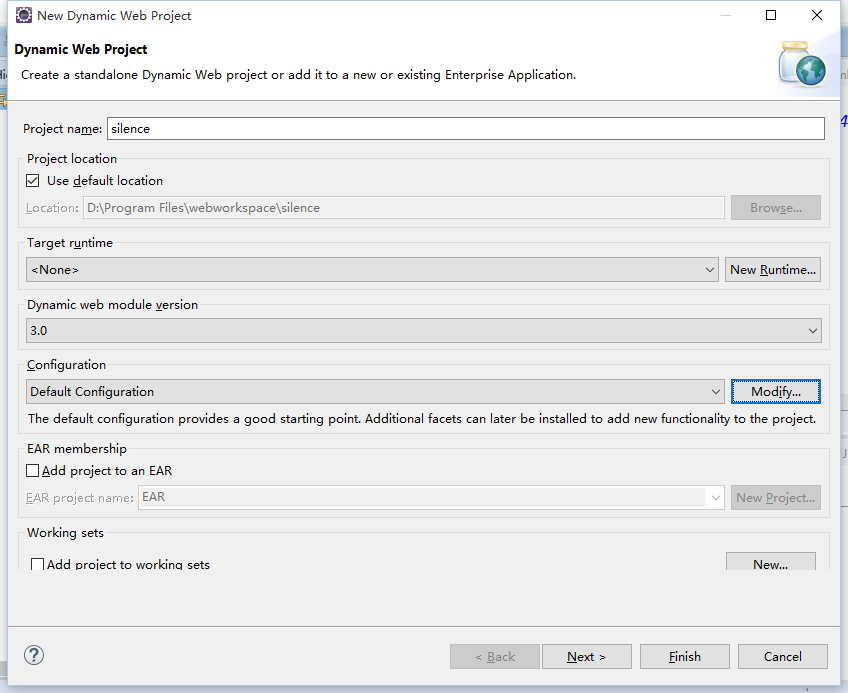 New Dynamic Web Project
Dynamic Web Project
Create a standalone Dynamic Web project or add it to a new or existing Enterprise Application.
Project name: silence
Project location
Use default location
Location: D:\Program Files\webworkspace\silence Browse...
Target runtime
<None> New Runtime...
Dynamic web module version
3.0
Configuration
Default Configuration Modify...
The default configuration provides a good starting point. Additional facets can later be installed to add new functionality to the project.
EAR membership
Add project to an EAR
EAR project name: EAR New Project...
Working sets
Add project to working sets New...
? < Back Next > Finish Cancel